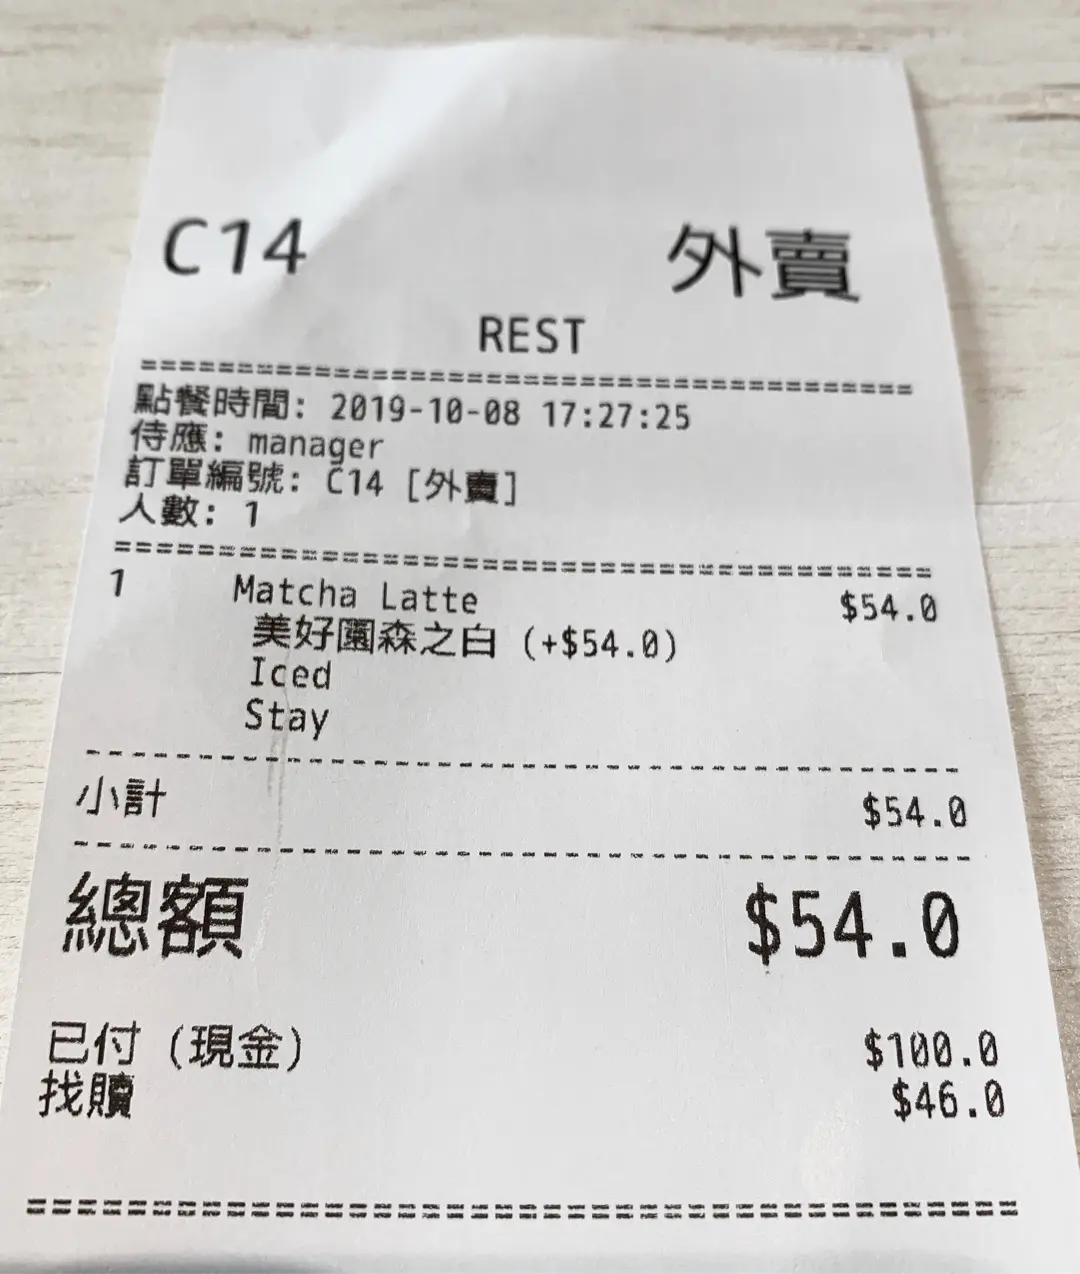 C14 外賣
REST
========================================
點餐時間: 2019-10-08 17:27:25
侍應: manager
訂單編號: C14 [外賣]
人數: 1
========================================
1 Matcha Latte $54.0
美好園森之白 (+$54.0)
Iced
Stay
----------------------------------------
小計 $54.0
----------------------------------------
總額 $54.0
已付 (現金) $100.0
找贖 $46.0
========================================